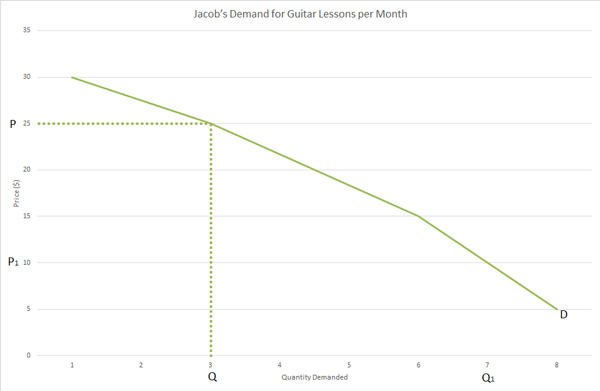 Jacob's Demand for Guitar Lessons per Month
35
30
P 25
20
Price ($)
15
P₁ 10
5
D
0
1 2 3 4 5 6 7 8
Q Quantity Demanded Q₁